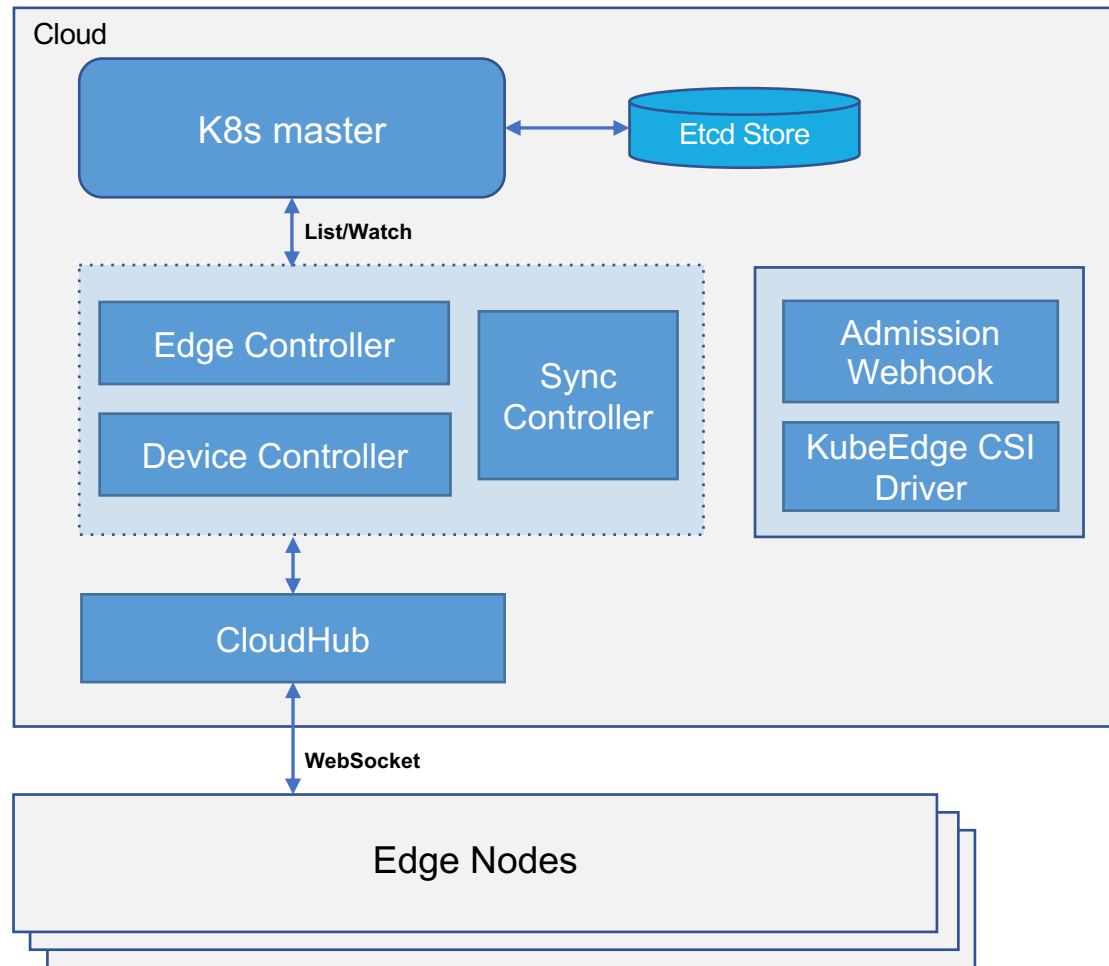 Cloud
K8s master
Etcd Store
List/Watch
Edge Controller
Device Controller
Sync
Controller
Admission
Webhook
KubeEdge CSI
Driver
CloudHub
WebSocket
Edge Nodes